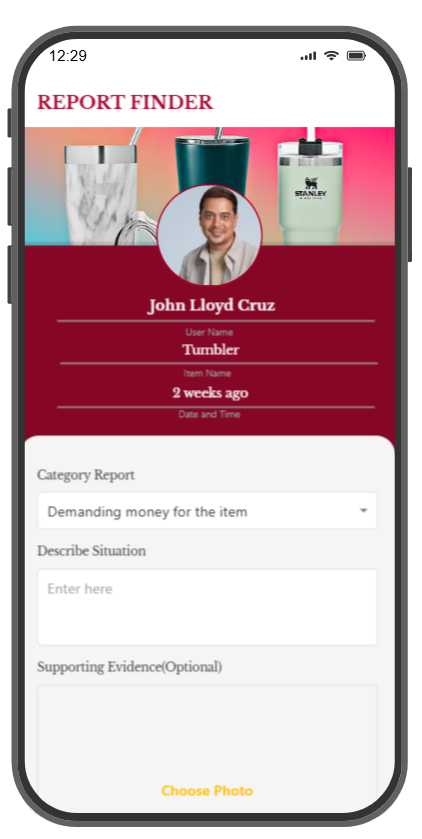 12:29
REPORT FINDER
STANLEY
John Lloyd Cruz
User Name
Tumbler
Item Name
2 weeks ago
Date and Time
Category Report
Demanding money for the item
Describe Situation
Enter here
Supporting Evidence(Optional)
Choose Photo